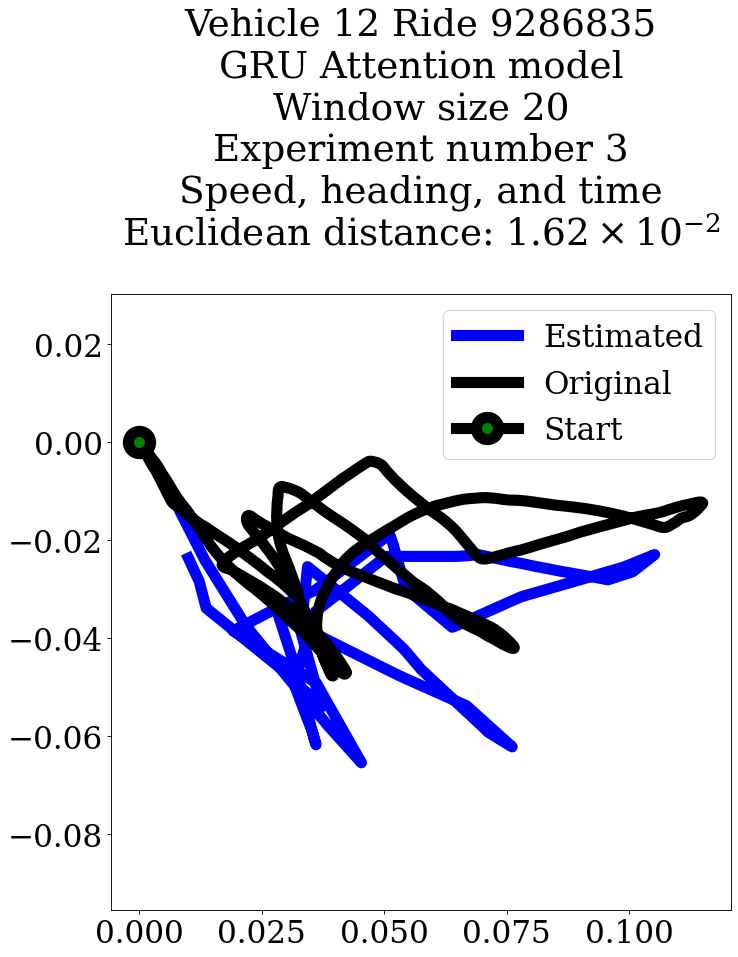 Vehicle 12 Ride 9286835
GRU Attention model
Window size 20
Experiment number 3
Speed, heading, and time
Euclidean distance: 1.62 × 10⁻²
Estimated
Original
Start
0.02
0.00
−0.02
−0.04
−0.06
−0.08
0.000 0.025 0.050 0.075 0.100